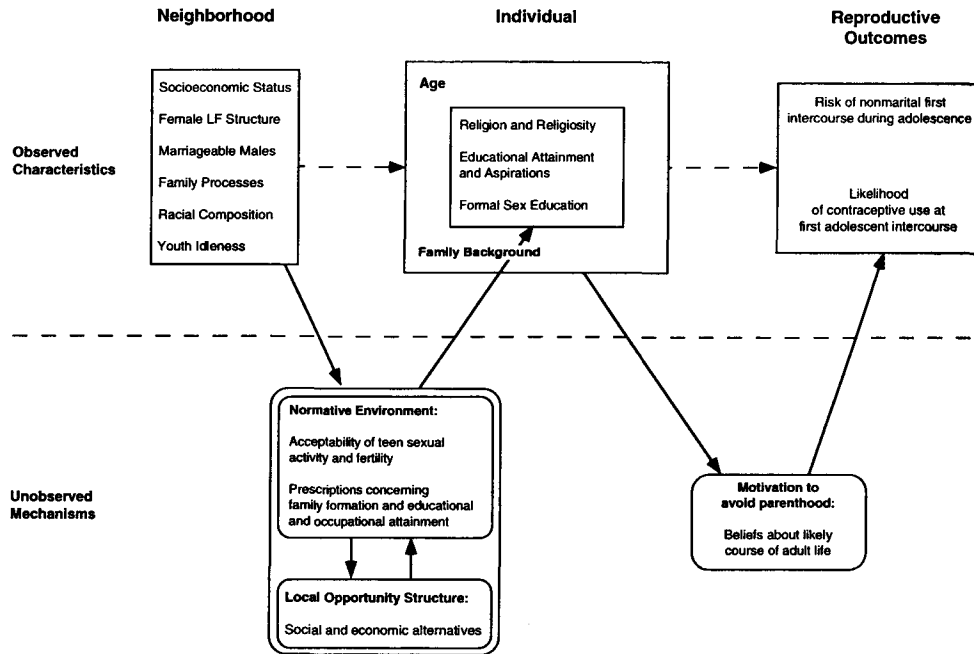 Neighborhood
Individual
Reproductive
Outcomes
Observed
Characteristics
Socioeconomic Status
Female LF Structure
Marriageable Males
Family Processes
Racial Composition
Youth Idleness
Age
Religion and Religiosity
Educational Attainment
and Aspirations
Formal Sex Education
Family Background
Risk of nonmarital first
intercourse during adolescence
Likelihood
of contraceptive use at
first adolescent intercourse
Unobserved
Mechanisms
Normative Environment:
Acceptability of teen sexual
activity and fertility
Prescriptions concerning
family formation and educational
and occupational attainment
Local Opportunity Structure:
Social and economic alternatives
Motivation to
avoid parenthood:
Beliefs about likely
course of adult life